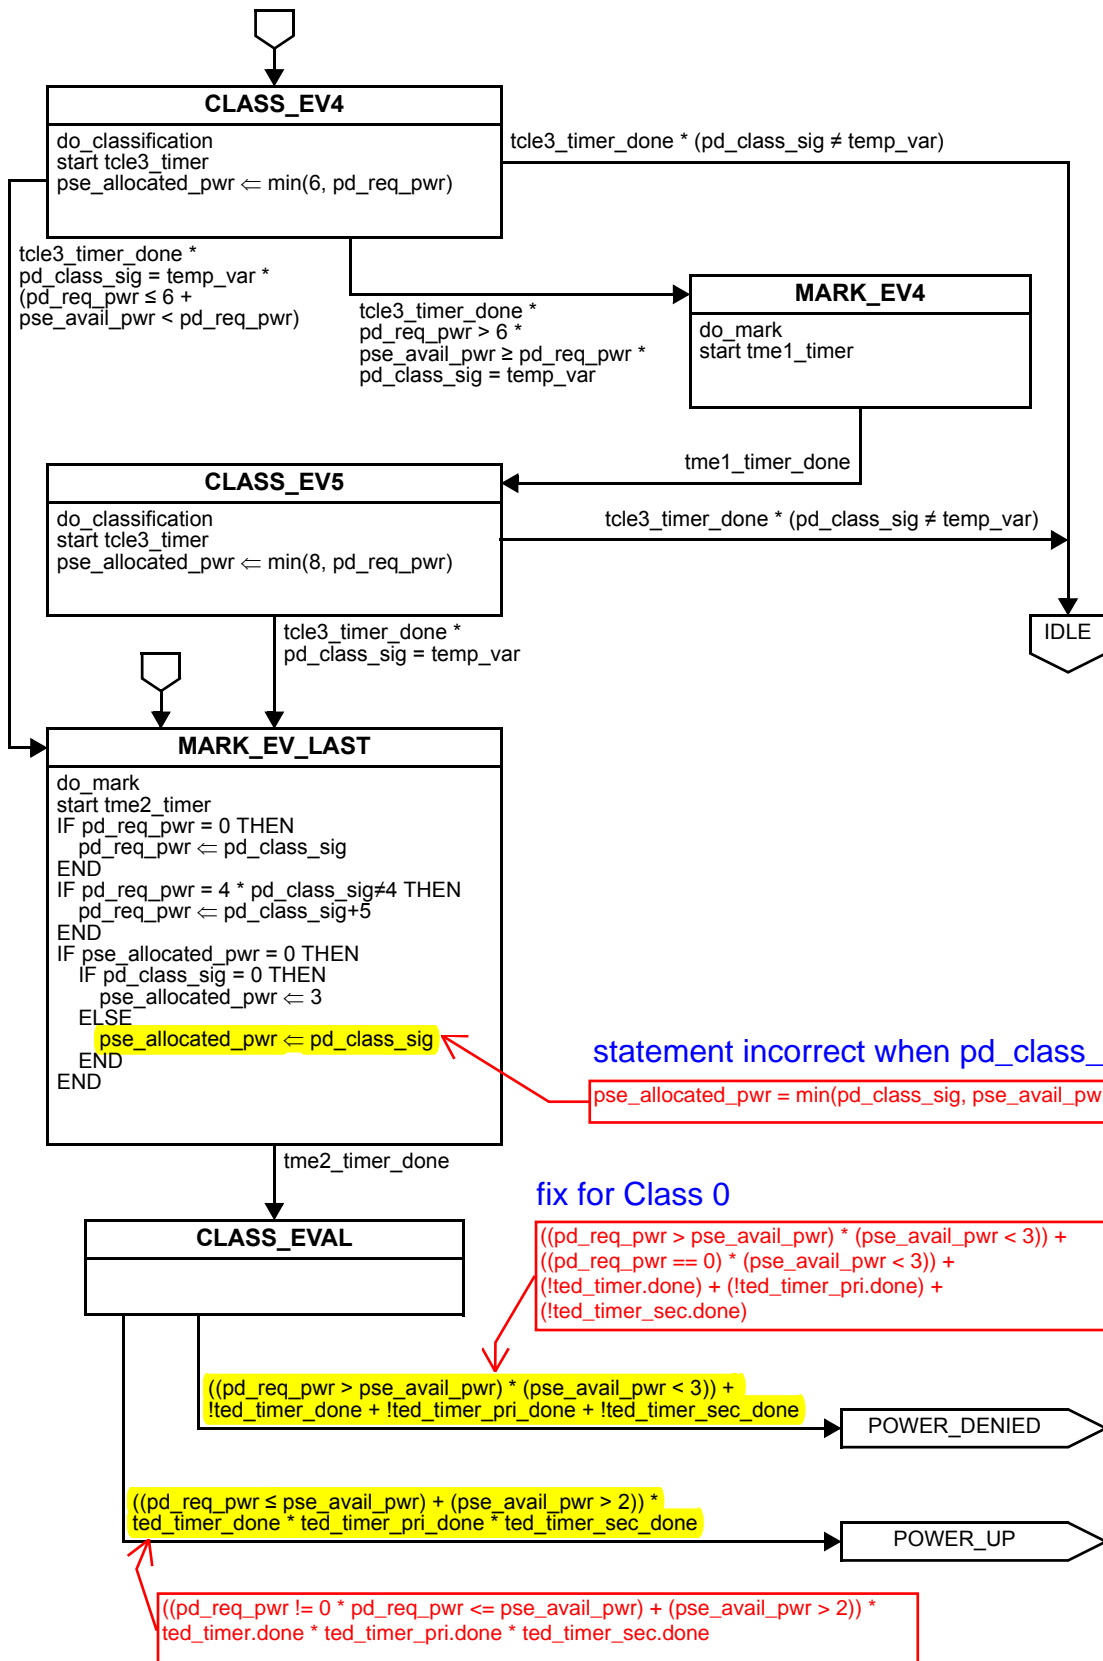 CLASS_EV4
do_classification
start tcle3_timer
pse_allocated_pwr ⇐ min(6, pd_req_pwr)
tcle3_timer_done * (pd_class_sig ≠ temp_var)
tcle3_timer_done *
pd_class_sig = temp_var *
(pd_req_pwr ≤ 6 +
pse_avail_pwr < pd_req_pwr)
tcle3_timer_done *
pd_req_pwr > 6 *
pse_avail_pwr ≥ pd_req_pwr *
pd_class_sig = temp_var
MARK_EV4
do_mark
start tme1_timer
tme1_timer_done
CLASS_EV5
do_classification
start tcle3_timer
pse_allocated_pwr ⇐ min(8, pd_req_pwr)
tcle3_timer_done * (pd_class_sig ≠ temp_var)
IDLE
tcle3_timer_done *
pd_class_sig = temp_var
MARK_EV_LAST
do_mark
start tme2_timer
IF pd_req_pwr = 0 THEN
pd_req_pwr ⇐ pd_class_sig
END
IF pd_req_pwr = 4 * pd_class_sig≠4 THEN
pd_req_pwr ⇐ pd_class_sig+5
END
IF pse_allocated_pwr = 0 THEN
IF pd_class_sig = 0 THEN
pse_allocated_pwr ⇐ 3
ELSE
pse_allocated_pwr ⇐ pd_class_sig
END
END
statement incorrect when pd_class_
pse_allocated_pwr = min(pd_class_sig, pse_avail_pw
tme2_timer_done
fix for Class 0
CLASS_EVAL
((pd_req_pwr > pse_avail_pwr) * (pse_avail_pwr < 3)) +
((pd_req_pwr == 0) * (pse_avail_pwr < 3)) +
(!ted_timer.done) + (!ted_timer_pri.done) +
(!ted_timer_sec.done)
((pd_req_pwr > pse_avail_pwr) * (pse_avail_pwr < 3)) +
!ted_timer_done + !ted_timer_pri_done + !ted_timer_sec_done
POWER_DENIED
((pd_req_pwr ≤ pse_avail_pwr) + (pse_avail_pwr > 2)) *
ted_timer_done * ted_timer_pri_done * ted_timer_sec_done
POWER_UP
((pd_req_pwr != 0 * pd_req_pwr <= pse_avail_pwr) + (pse_avail_pwr > 2)) *
ted_timer.done * ted_timer_pri.done * ted_timer_sec.done